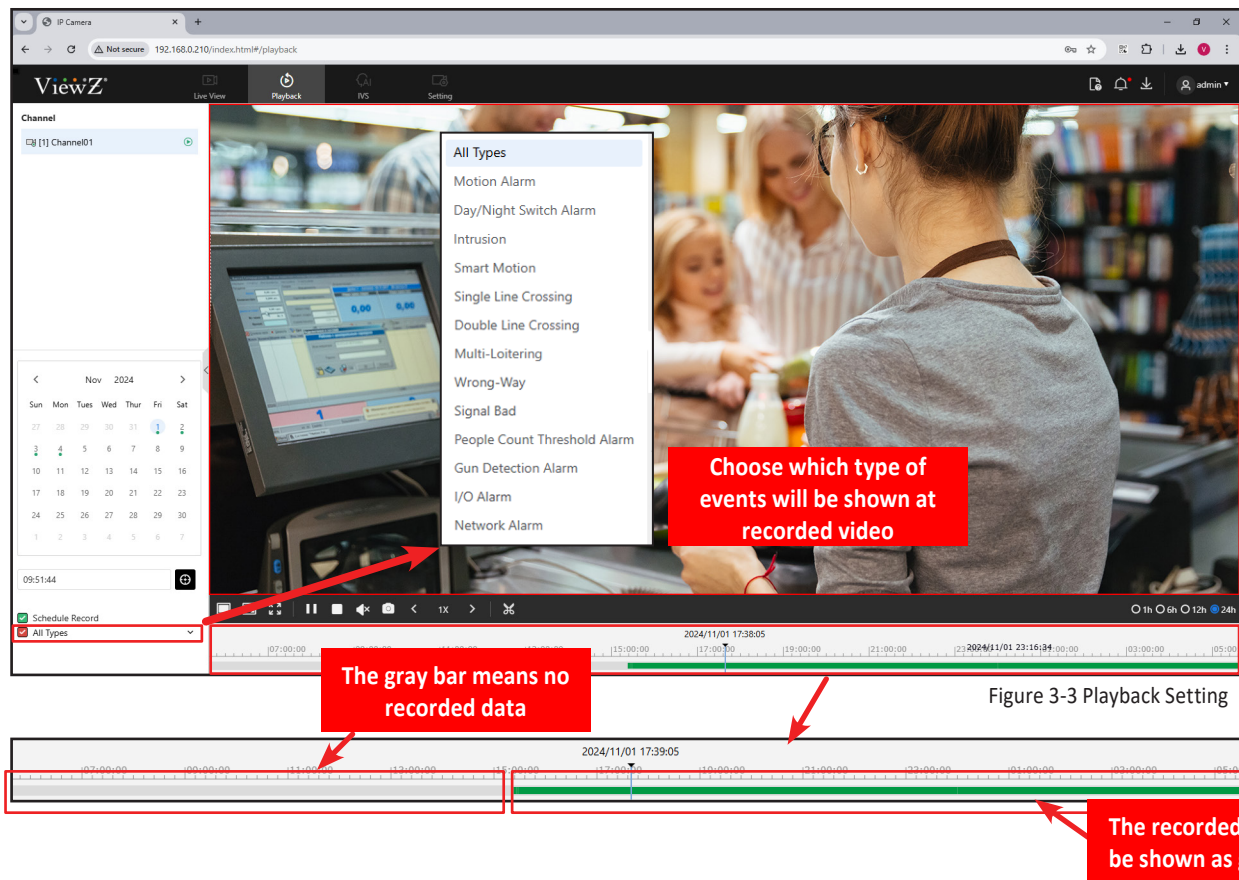 IP Camera
Not secure 192.168.0.210/index.html#/playback
V
ViewZ
Live View
Playback
IVS
Setting
admin
Channel
[1] Channel01
All Types
Motion Alarm
Day/Night Switch Alarm
Intrusion
Smart Motion
Single Line Crossing
Double Line Crossing
Multi-Loitering
Wrong-Way
Signal Bad
People Count Threshold Alarm
Gun Detection Alarm
I/O Alarm
Network Alarm
0,00 0,00
1
Choose which type of
events will be shown at
recorded video
Nov 2024
Sun Mon Tues Wed Thur Fri Sat
27 28 29 30 31 1 2
3 4 5 6 7 8 9
10 11 12 13 14 15 16
17 18 19 20 21 22 23
24 25 26 27 28 29 30
1 2 3 4 5 6 7
09:51:44
Schedule Record
All Types
1X
1h 6h 12h 24h
2024/11/01 17:38:05
07:00:00 15:00:00 17:00:00 19:00:00 21:00:00 2024/11/01 23:16:34 03:00:00 05:00
The gray bar means no
recorded data
Figure 3-3 Playback Setting
2024/11/01 17:39:05
07:00:00 09:00:00 11:00:00 13:00:00 15:00:00 17:00:00 19:00:00 21:00:00 23:00:00 01:00:00 03:00:00
The recorded
be shown as